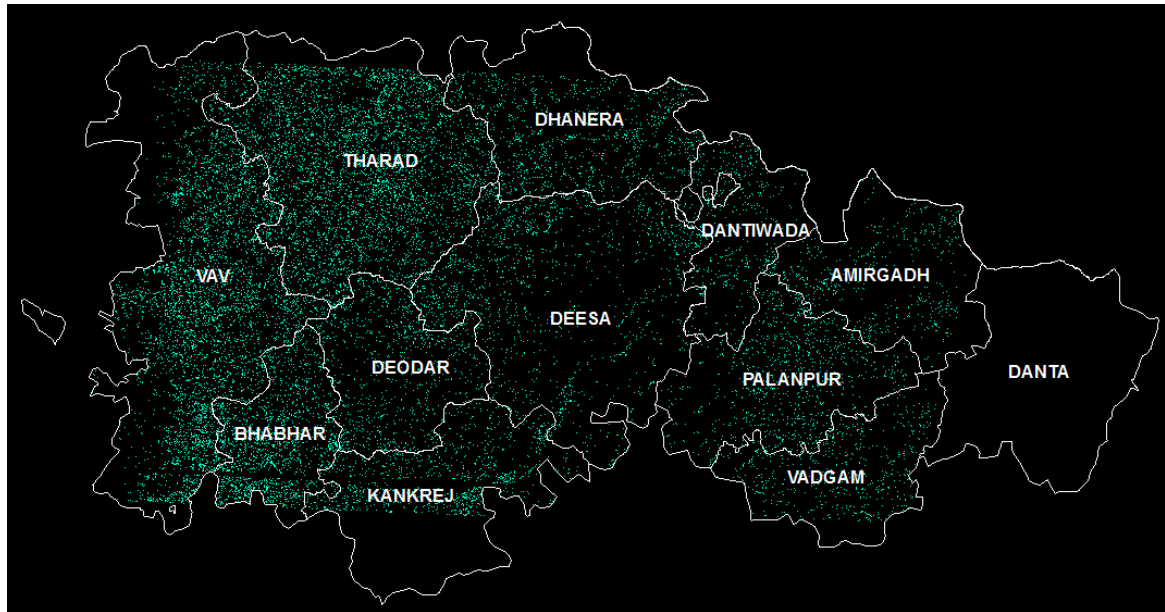 DHANERA
THARAD
DANTIWADA
VAV
AMIRGADH
DEESA
DEODAR
DANTA
PALANPUR
BHABHAR
VADGAM
KANKREJ